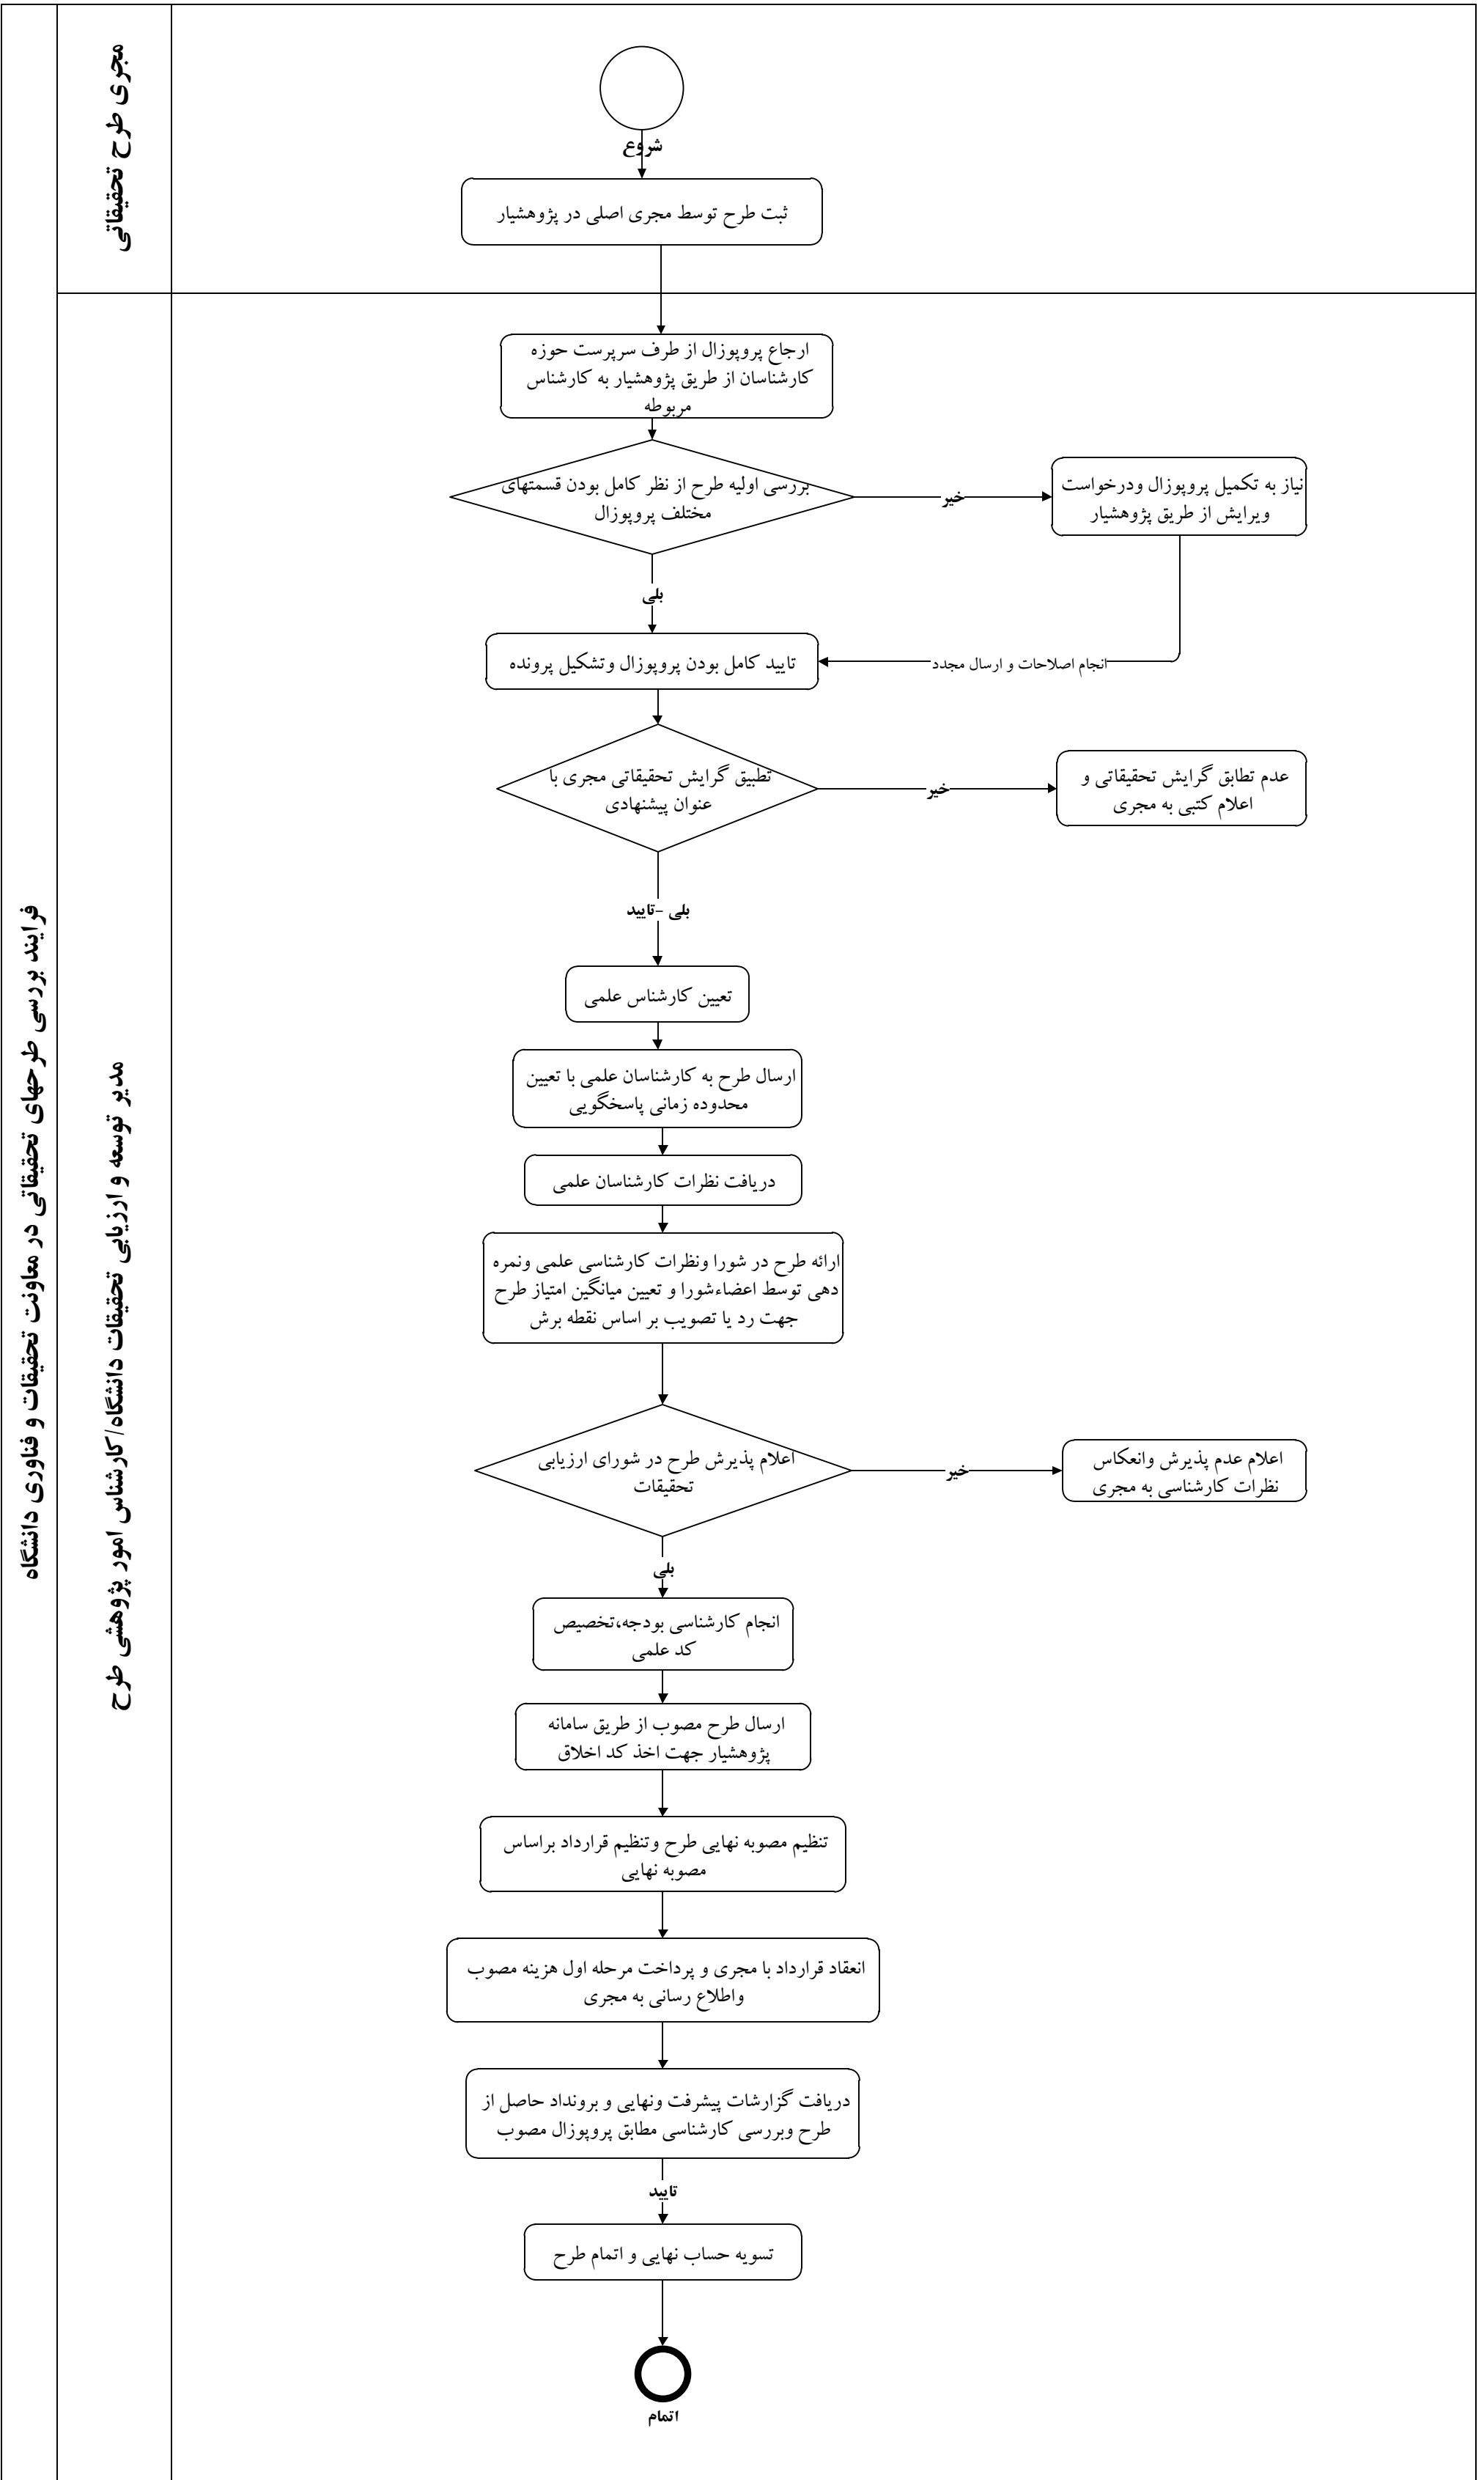 فرایند بررسی طرحهای تحقیقاتی در معاونت تحقیقات و فناوری دانشگاه
مجری طرح تحقیقاتی
شروع
ثبت طرح توسط مجری اصلی در پژوهشیار
مدیر توسعه و ارزیابی تحقیقات دانشگاه/کارشناس امور پژوهشی طرح
ارجاع پروپوزال از طرف سرپرست حوزه
کارشناسان از طریق پژوهشیار به کارشناس
مربوطه
بررسی اولیه طرح از نظر کامل بودن قسمتهای
مختلف پروپوزال
خیر
نیاز به تکمیل پروپوزال ودرخواست
ویرایش از طریق پژوهشیار
بلی
انجام اصلاحات و ارسال مجدد
تایید کامل بودن پروپوزال وتشکیل پرونده
تطبیق گرایش تحقیقاتی مجری با
عنوان پیشنهادی
خیر
عدم تطابق گرایش تحقیقاتی و
اعلام کتبی به مجری
بلی –تایید
تعیین کارشناس علمی
ارسال طرح به کارشناسان علمی با تعیین
محدوده زمانی پاسخگویی
دریافت نظرات کارشناسان علمی
ارائه طرح در شورا ونظرات کارشناسی علمی ونمره
دهی توسط اعضاءشورا و تعیین میانگین امتیاز طرح
جهت رد یا تصویب بر اساس نقطه برش
اعلام پذیرش طرح در شورای ارزیابی
تحقیقات
خیر
اعلام عدم پذیرش وانعکاس
نظرات کارشناسی به مجری
بلی
انجام کارشناسی بودجه،تخصیص
کد علمی
ارسال طرح مصوب از طریق سامانه
پژوهشیار جهت اخذ کد اخلاق
تنظیم مصوبه نهایی طرح وتنظیم قرارداد براساس
مصوبه نهایی
انعقاد قرارداد با مجری و پرداخت مرحله اول هزینه مصوب
واطلاع رسانی به مجری
دریافت گزارشات پیشرفت ونهایی و برونداد حاصل از
طرح وبررسی کارشناسی مطابق پروپوزال مصوب
تایید
تسویه حساب نهایی و اتمام طرح
اتمام